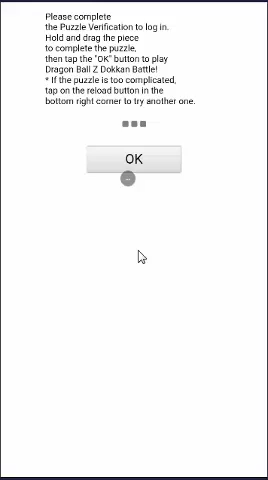 Please complete
the Puzzle Verification to log in.
Hold and drag the piece
to complete the puzzle,
then tap the "OK" button to play
Dragon Ball Z Dokkan Battle!
* If the puzzle is too complicated,
tap on the reload button in the
bottom right corner to try another one.
OK